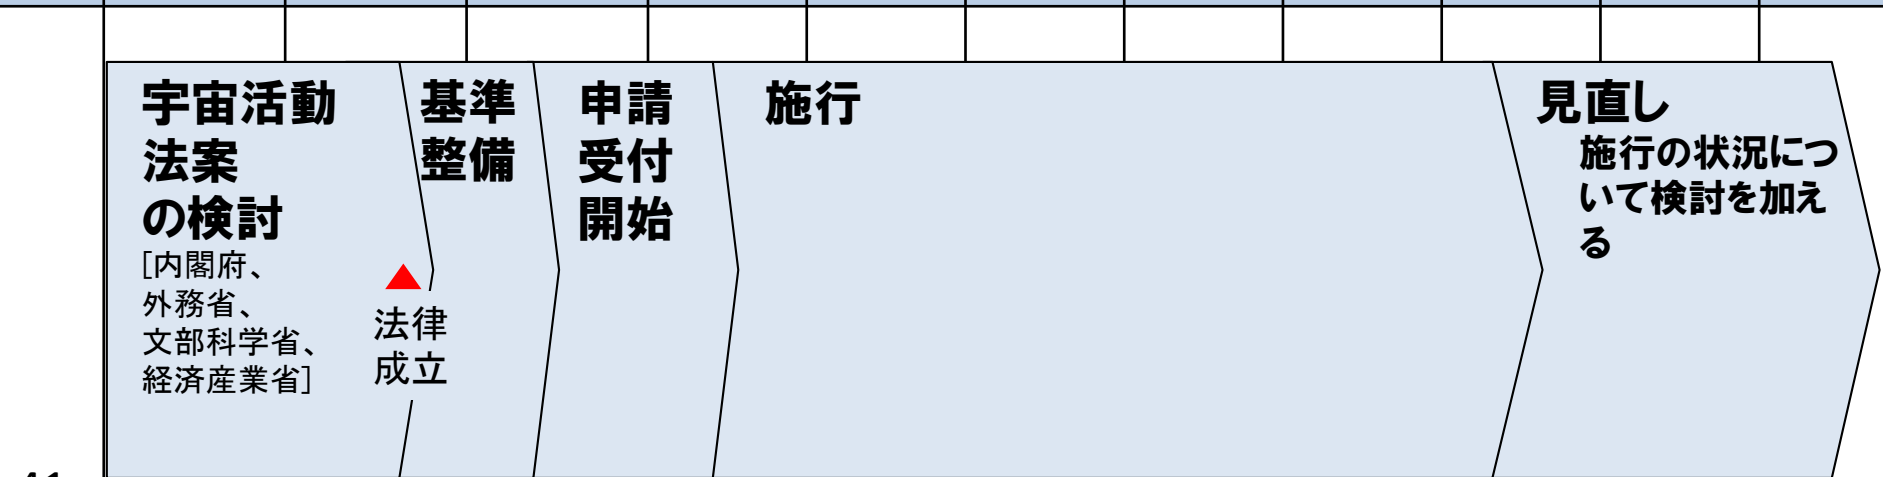 宇宙活動
法案
の検討
[内閣府、
外務省、
文部科学省、
経済産業省]
法律
成立
基準
整備
申請
受付
開始
施行
見直し
施行の状況につ
いて検討を加え
る